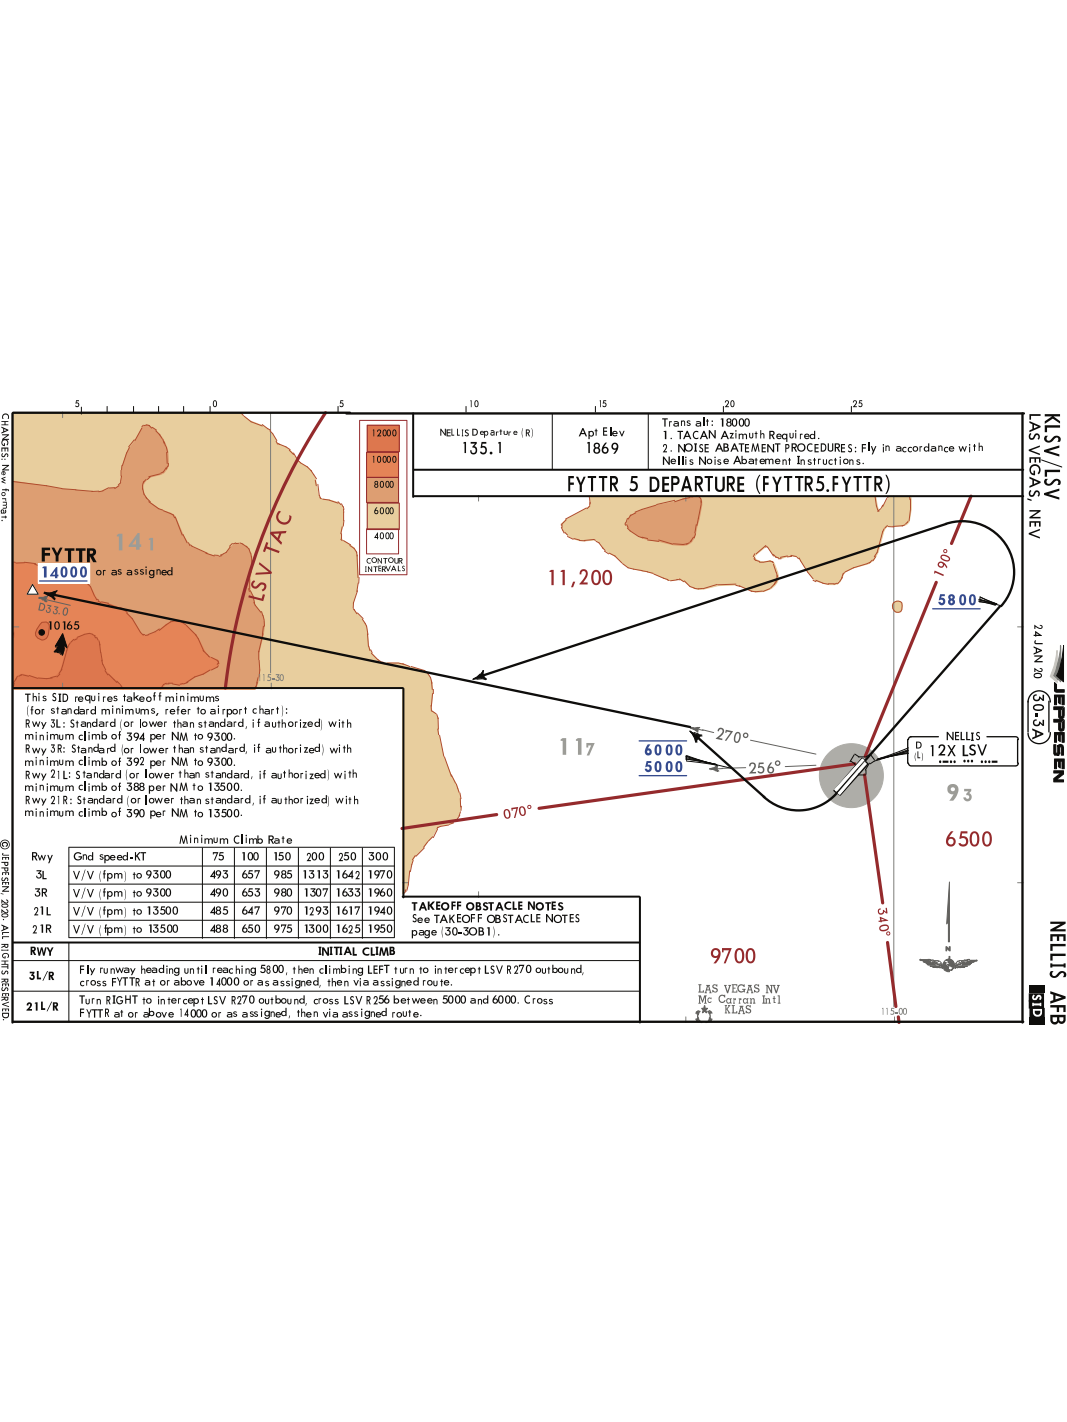 KLSV/LSV
LAS VEGAS, NEV
24 JAN 20
30-3A
JEPPESEN
NELLIS AFB
SID
CHANGES: New format.
© JEPPESEN, 2020. ALL RIGHTS RESERVED.
5 0 5 10 15 20 25
NELLIS Departure (R)
135.1
Apt Elev
1869
Trans alt: 18000
1. TACAN Azimuth Required.
2. NOISE ABATEMENT PROCEDURES: Fly in accordance with
Nellis Noise Abatement Instructions.
FYTTR 5 DEPARTURE (FYTTR5.FYTTR)
12000
10000
8000
6000
4000
CONTOUR
INTERVALS
LSV TAC
14 1
FYTTR
14000 or as assigned
D33.0
10165
15-30
11,200
190°
5800
270°
256°
6000
5000
11 7
070°
NELLIS
D
(L)
12X LSV
9 3
6500
340°
N
9700
LAS VEGAS NV
Mc Carran Intl
KLAS
115-00
This SID requires takeoff minimums
(for standard minimums, refer to airport chart):
Rwy 3L: Standard (or lower than standard, if authorized) with
minimum climb of 394 per NM to 9300.
Rwy 3R: Standard (or lower than standard, if authorized) with
minimum climb of 392 per NM to 9300.
Rwy 21L: Standard (or lower than standard, if authorized) with
minimum climb of 388 per NM to 13500.
Rwy 21R: Standard (or lower than standard, if authorized) with
minimum climb of 390 per NM to 13500.
Minimum Climb Rate
Rwy Gnd speed-KT 75 100 150 200 250 300
3L V/V (fpm) to 9300 493 657 985 1313 1642 1970
3R V/V (fpm) to 9300 490 653 980 1307 1633 1960
21L V/V (fpm) to 13500 485 647 970 1293 1617 1940
21R V/V (fpm) to 13500 488 650 975 1300 1625 1950
TAKEOFF OBSTACLE NOTES
See TAKEOFF OBSTACLE NOTES
page (30-3OB1).
RWY INITIAL CLIMB
3L/R Fly runway heading until reaching 5800, then climbing LEFT turn to intercept LSV R270 outbound,
cross FYTTR at or above 14000 or as assigned, then via assigned route.
21L/R Turn RIGHT to intercept LSV R270 outbound, cross LSV R256 between 5000 and 6000. Cross
FYTTR at or above 14000 or as assigned, then via assigned route.